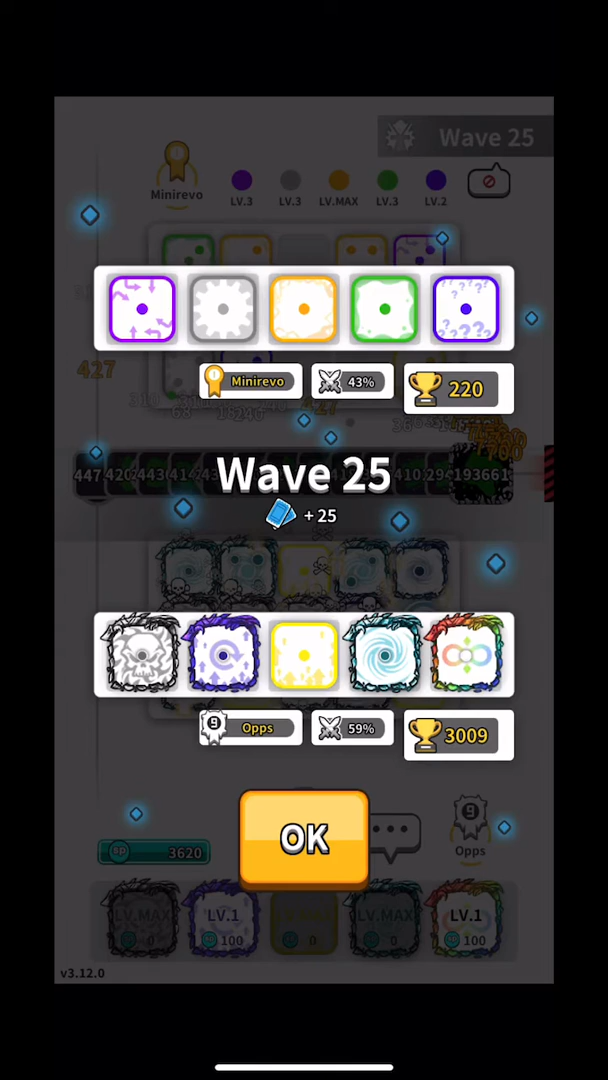 Wave 25
Minirevo
LV.3 LV.3 LV.MAX LV.3 LV.2
427
Minirevo 43% 220
Wave 25
+ 25
193661
Opps 59% 3009
OK
SP 3620
Opps
LV.MAX LV.1 LV.MAX LV.1
0 100 0 0 100
v3.12.0